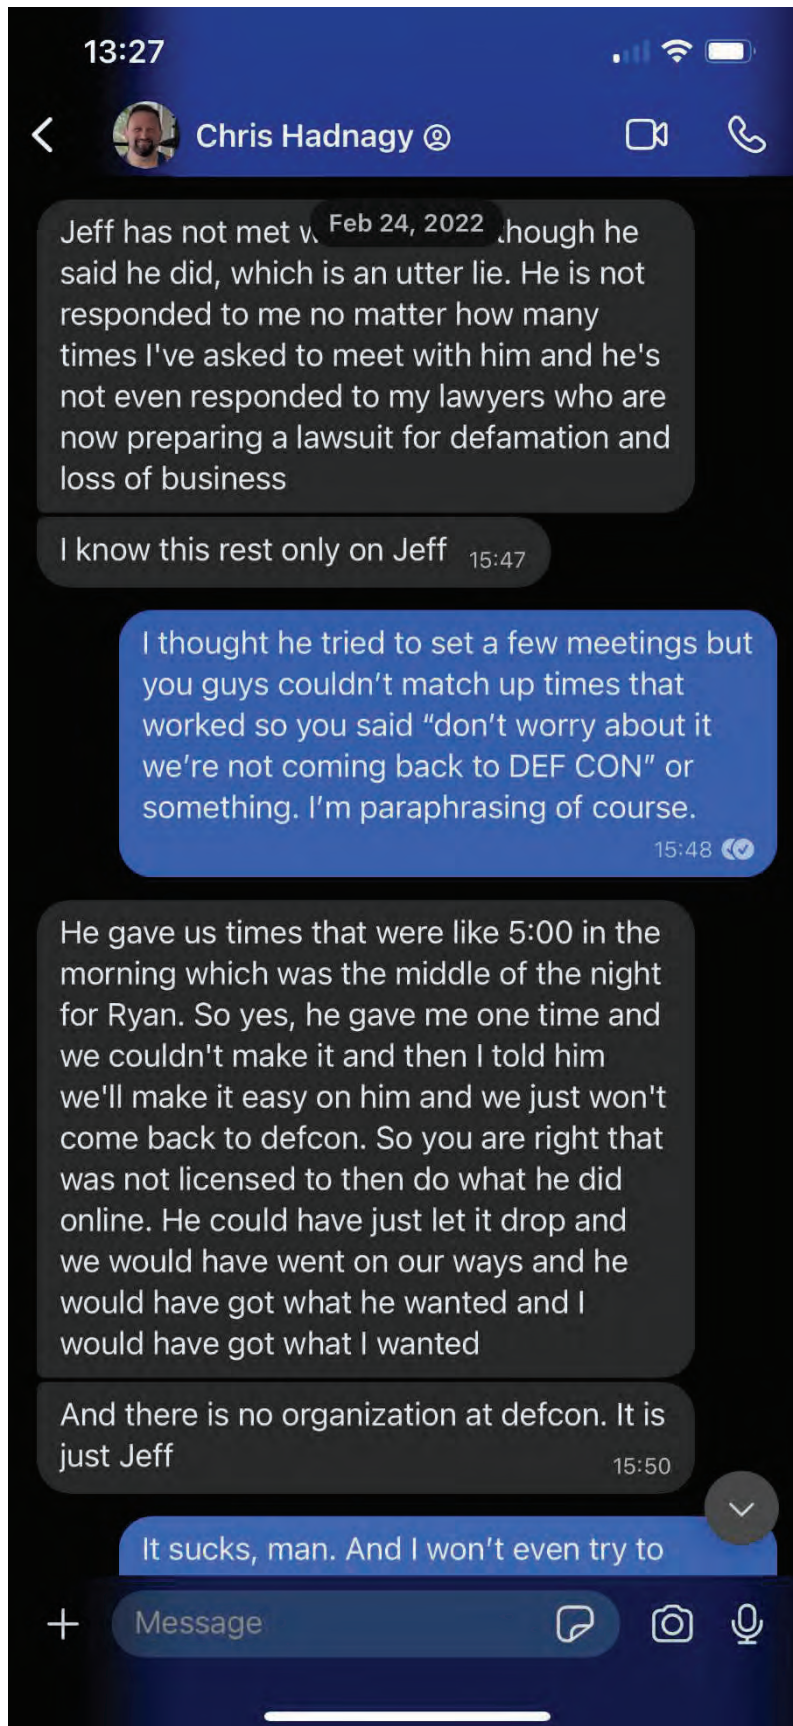 13:27
Chris Hadnagy
Feb 24, 2022
Jeff has not met though he
said he did, which is an utter lie. He is not
responded to me no matter how many
times I've asked to meet with him and he's
not even responded to my lawyers who are
now preparing a lawsuit for defamation and
loss of business
I know this rest only on Jeff 15:47
I thought he tried to set a few meetings but
you guys couldn’t match up times that
worked so you said “don’t worry about it
we’re not coming back to DEF CON” or
something. I’m paraphrasing of course.
15:48
He gave us times that were like 5:00 in the
morning which was the middle of the night
for Ryan. So yes, he gave me one time and
we couldn't make it and then I told him
we'll make it easy on him and we just won't
come back to defcon. So you are right that
was not licensed to then do what he did
online. He could have just let it drop and
we would have went on our ways and he
would have got what he wanted and I
would have got what I wanted
And there is no organization at defcon. It is
just Jeff 15:50
It sucks, man. And I won’t even try to
Message